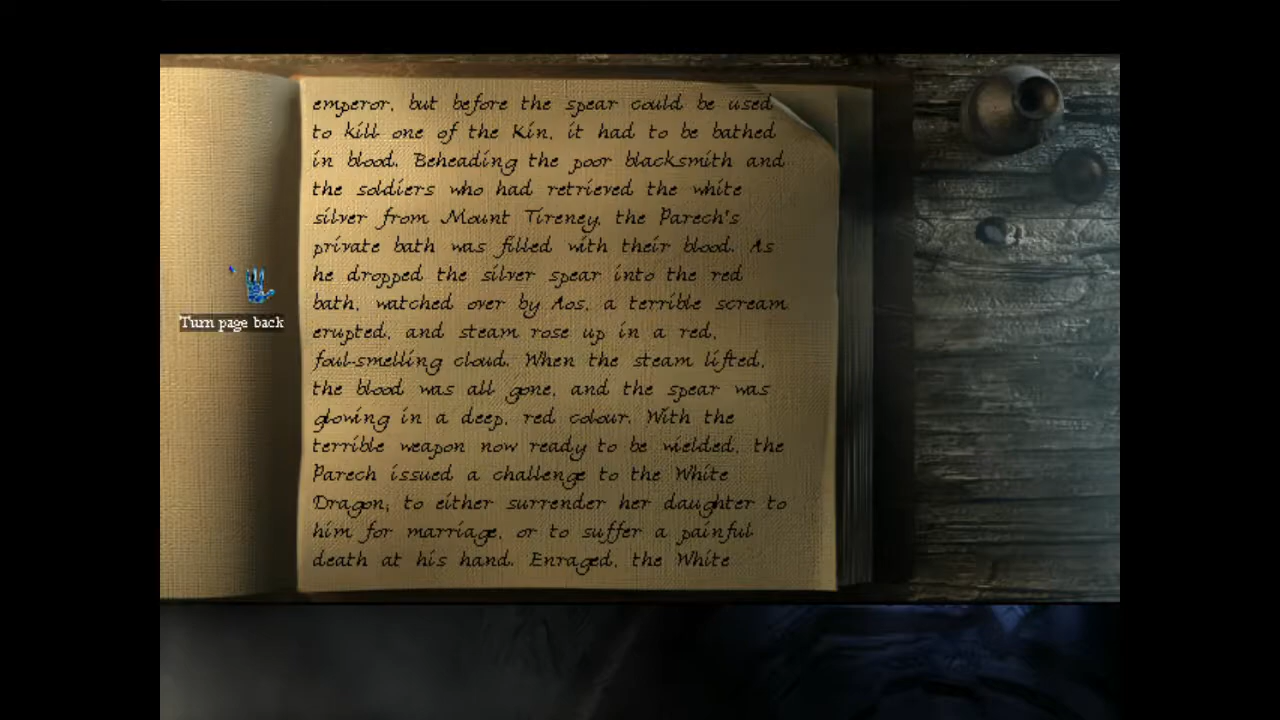 emperor, but before the spear could be used
to kill one of the Kin, it had to be bathed
in blood. Beheading the poor blacksmith and
the soldiers who had retrieved the white
silver from Mount Tireney, the Parech's
private bath was filled with their blood. As
he dropped the silver spear into the red
bath, watched over by Aos, a terrible scream
erupted, and steam rose up in a red,
foul-smelling cloud. When the steam lifted,
the blood was all gone, and the spear was
glowing in a deep, red colour. With the
terrible weapon now ready to be wielded, the
Parech issued a challenge to the White
Dragon; to either surrender her daughter to
him for marriage, or to suffer a painful
death at his hand. Enraged, the White
Turn page back